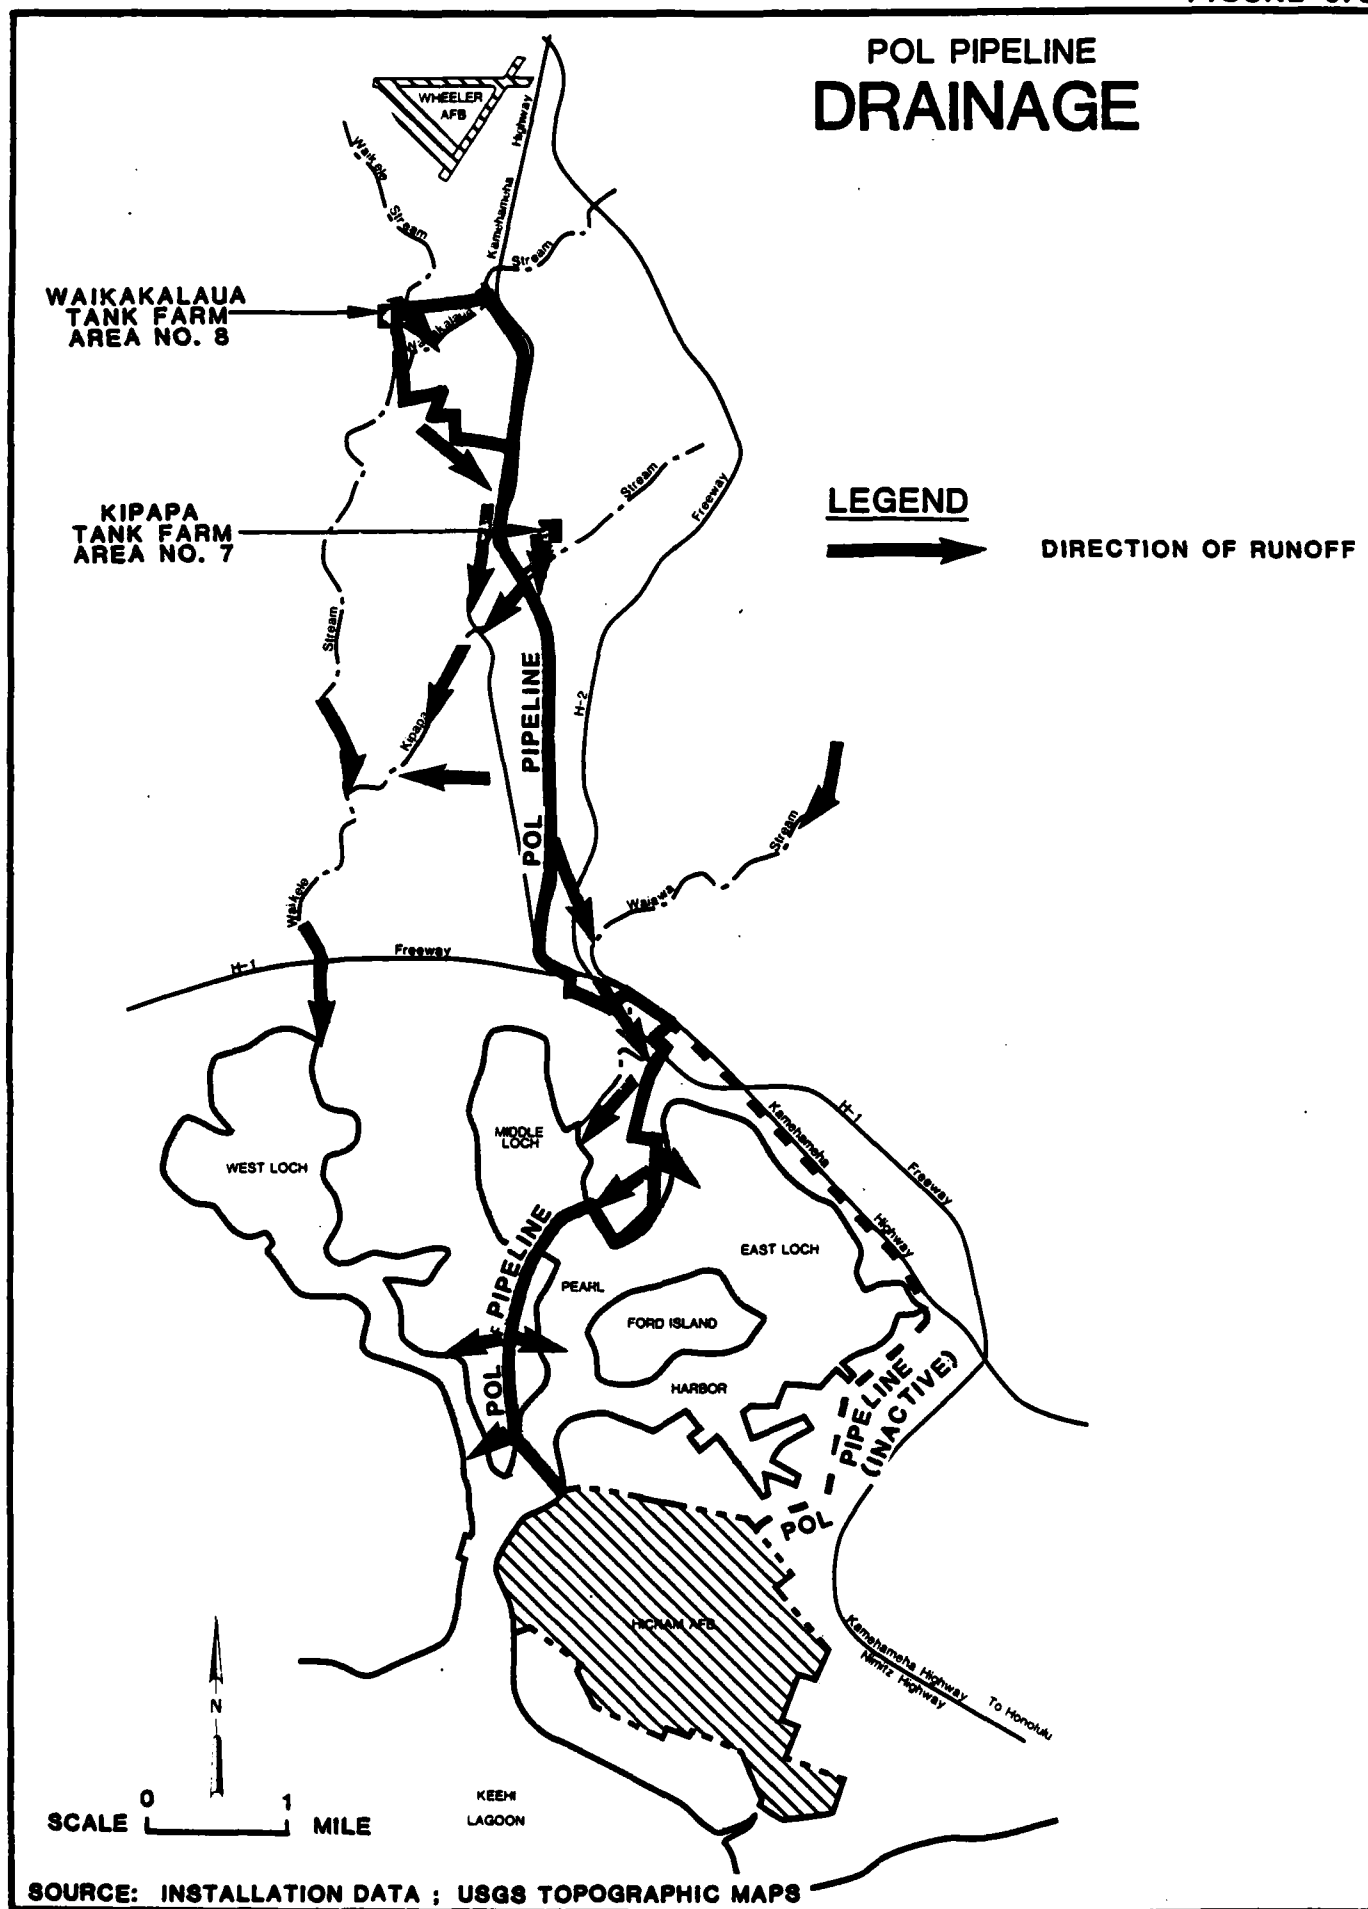 POL PIPELINE
DRAINAGE
WHEELER
AFB
Kamehameha Highway
Waikele
Stream
Stream
WAIKAKALAUA
TANK FARM
AREA NO. 8
Stream
Freeway
LEGEND
DIRECTION OF RUNOFF
KIPAPA
TANK FARM
AREA NO. 7
Stream
POL PIPELINE
H-2
Kipapa
Stream
Waiawa
Waikele
H-1
Freeway
MIDDLE
LOCH
WEST LOCH
Kamehameha
Highway
H-1
Freeway
EAST LOCH
POL PIPELINE
PEARL
FORD ISLAND
HARBOR
POL PIPELINE
(INACTIVE)
HICKAM AFB
Kamehameha Highway
Nimitz Highway
To Honolulu
N
0 1
SCALE MILE
KEEHI
LAGOON
SOURCE: INSTALLATION DATA ; USGS TOPOGRAPHIC MAPS